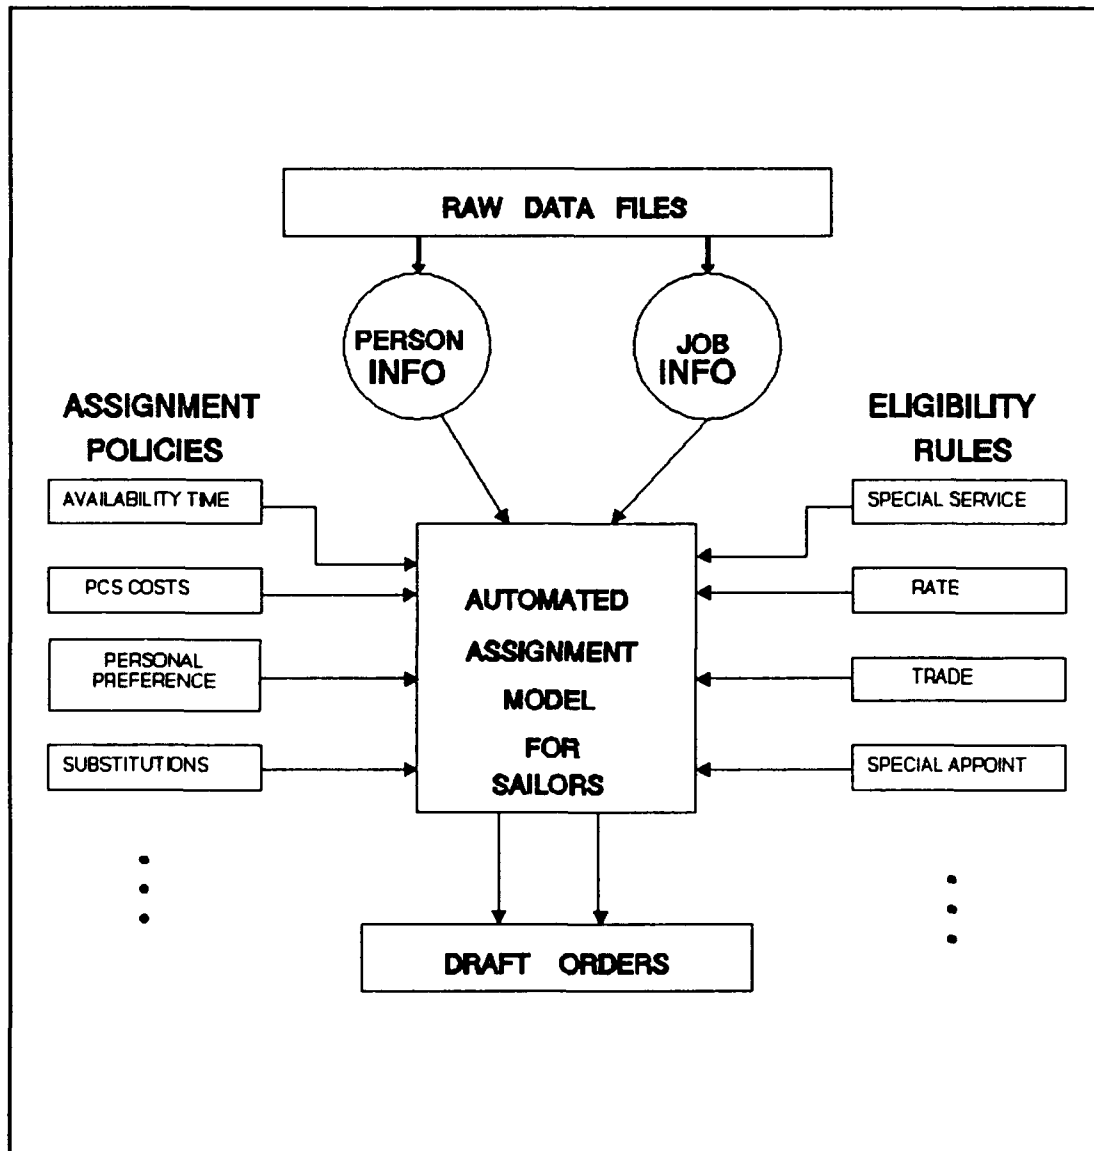 RAW DATA FILES
PERSON
INFO
JOB
INFO
ASSIGNMENT
POLICIES
AVAILABILITY TIME
PCS COSTS
PERSONAL
PREFERENCE
SUBSTITUTIONS
ELIGIBILITY
RULES
SPECIAL SERVICE
RATE
TRADE
SPECIAL APPOINT
AUTOMATED
ASSIGNMENT
MODEL
FOR
SAILORS
DRAFT ORDERS